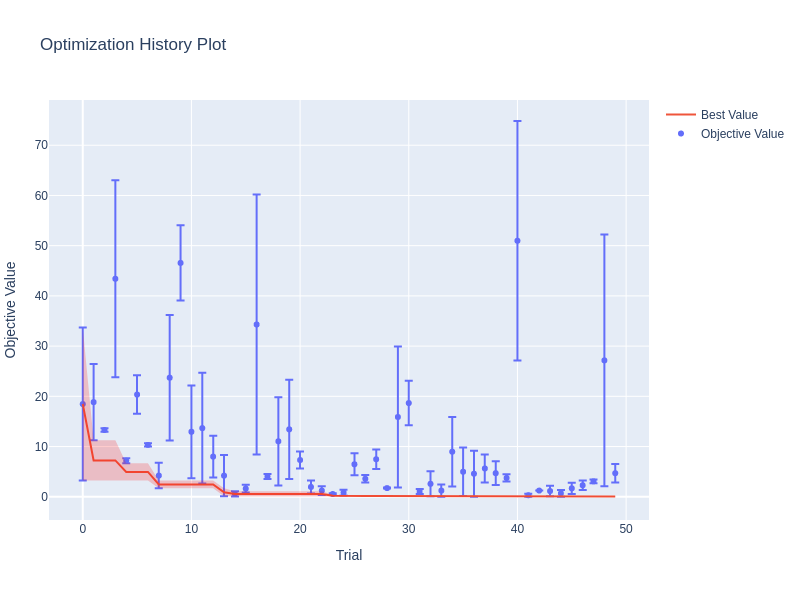 Optimization History Plot
Best Value
Objective Value
70
60
50
40
30
20
10
0
Objective Value
0 10 20 30 40 50
Trial